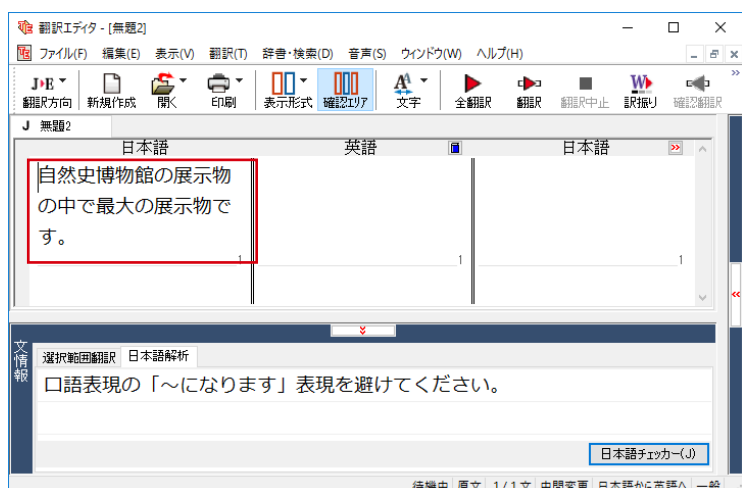 翻訳エディタ - [無題2]
ファイル(F) 編集(E) 表示(V) 翻訳(T) 辞書・検索(D) 音声(S) ウインドウ(W) ヘルプ(H)
J▸E
翻訳方向 新規作成 開く 印刷 表示形式 確認エリア 文字 全翻訳 翻訳 翻訳中止 訳振り 確認翻訳
J 無題2
日本語 英語 日本語
自然史博物館の展示物
の中で最大の展示物で
す。
1 1 1
文情報
選択範囲翻訳 日本語解析
口語表現の「～になります」表現を避けてください。
日本語チェッカー(J)
待機中 原文 1/1文 中間変更 日本語から英語へ 一般